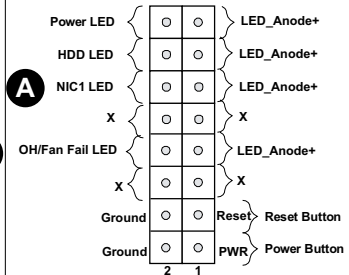 Power LED LED_Anode+
HDD LED LED_Anode+
A NIC1 LED LED_Anode+
X X
OH/Fan Fail LED LED_Anode+
X X
Ground Reset Reset Button
Ground PWR Power Button
2 1